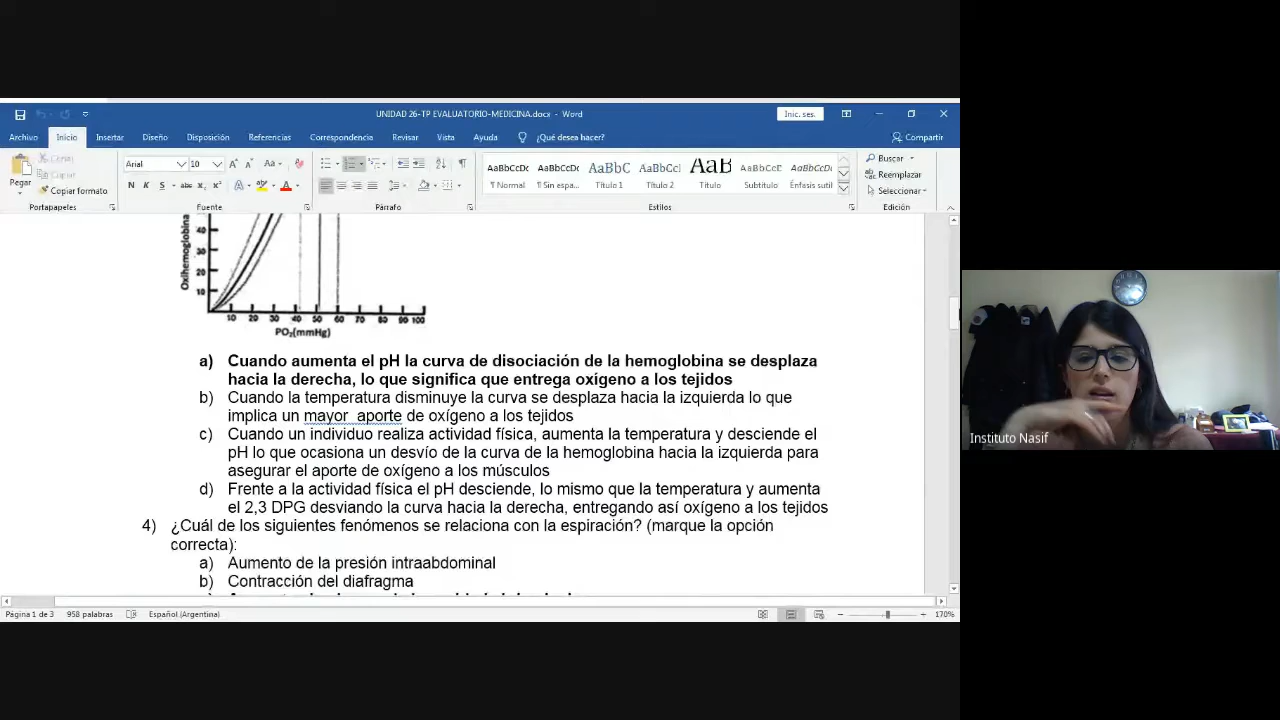 UNIDAD 26-TP EVALUATORIO-MEDICINA.docx - Word
Inic. ses.
Archivo Inicio Insertar Diseño Disposición Referencias Correspondencia Revisar Vista Ayuda ¿Qué desea hacer? Compartir
Pegar
Cortar
Copiar
Copiar formato
Arial 10
N K S abc x₂ x²
AaBbCcDc AaBbCcDc AaBbC AaBbCcI AaB AaBbCcE AaBbCcDc
¶ Normal ¶ Sin espa... Título 1 Título 2 Título Subtítulo Énfasis sutil
Buscar
Reemplazar
Seleccionar
Portapapeles Fuente Párrafo Estilos Edición
Oxihemoglobina
40
30
20
10
10 20 30 40 50 60 70 80 90 100
PO₂(mmHg)
a) Cuando aumenta el pH la curva de disociación de la hemoglobina se desplaza
hacia la derecha, lo que significa que entrega oxígeno a los tejidos
b) Cuando la temperatura disminuye la curva se desplaza hacia la izquierda lo que
implica un mayor aporte de oxígeno a los tejidos
c) Cuando un individuo realiza actividad física, aumenta la temperatura y desciende el
pH lo que ocasiona un desvío de la curva de la hemoglobina hacia la izquierda para
asegurar el aporte de oxígeno a los músculos
d) Frente a la actividad física el pH desciende, lo mismo que la temperatura y aumenta
el 2,3 DPG desviando la curva hacia la derecha, entregando así oxígeno a los tejidos
4) ¿Cuál de los siguientes fenómenos se relaciona con la espiración? (marque la opción
correcta):
a) Aumento de la presión intraabdominal
b) Contracción del diafragma
Página 1 de 3 958 palabras Español (Argentina) 170%
Instituto Nasif